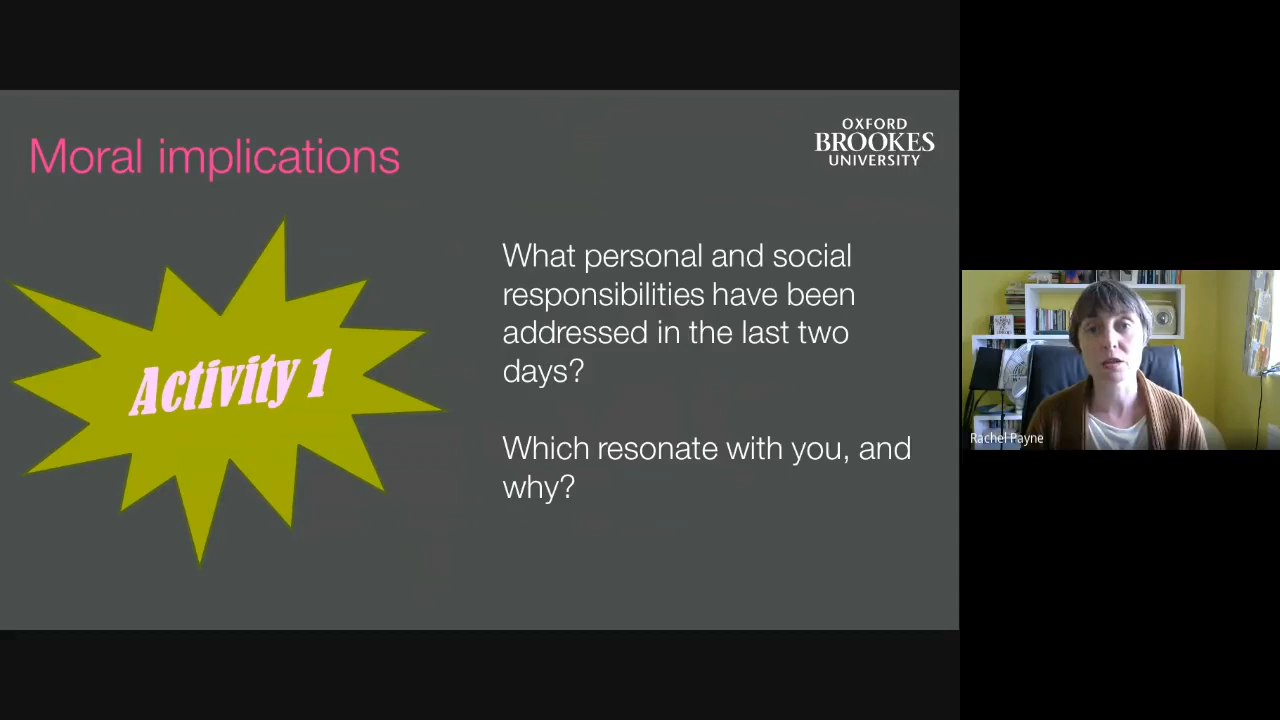 Moral implications
OXFORD
BROOKES
UNIVERSITY
Activity 1
What personal and social
responsibilities have been
addressed in the last two
days?
Which resonate with you, and
why?
Rachel Payne